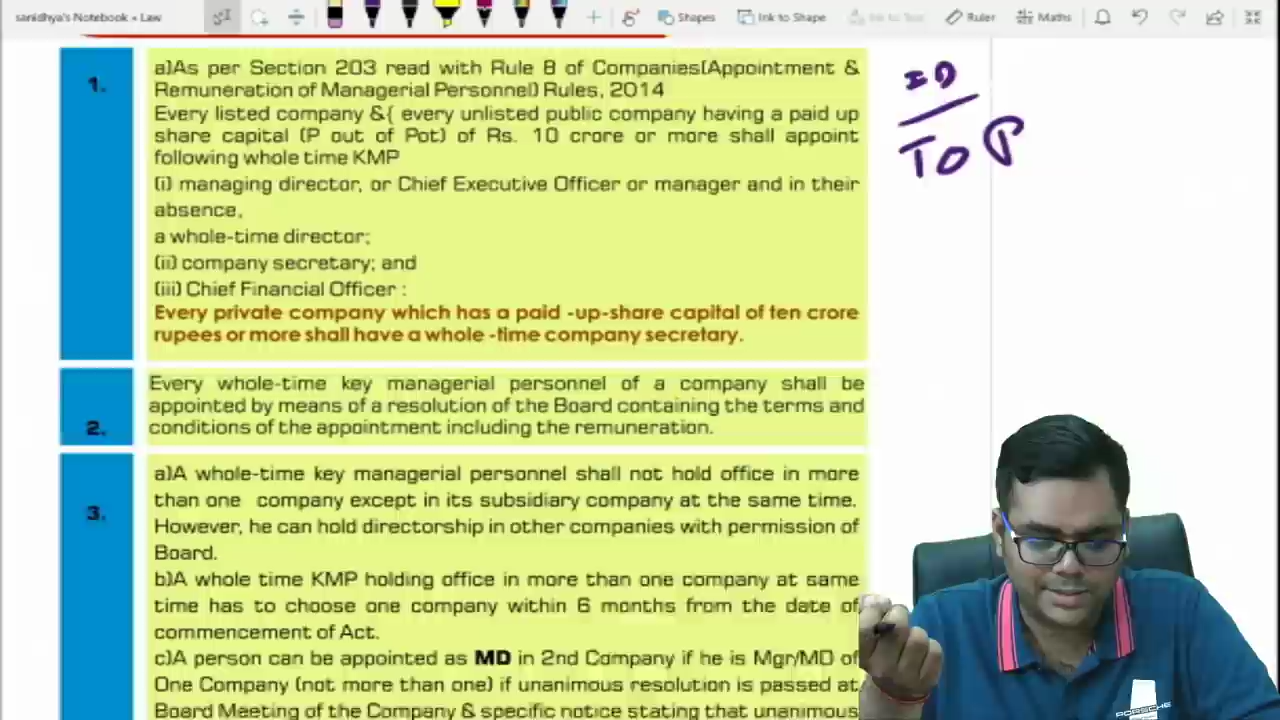 sanidhya's Notebook • Law
Shapes
Ink to Shape
Ink to Text
Ruler
Maths
1.
a)As per Section 203 read with Rule 8 of Companies(Appointment &
Remuneration of Managerial Personnel) Rules, 2014
Every listed company &{ every unlisted public company having a paid up
share capital (P out of Pot) of Rs. 10 crore or more shall appoint
following whole time KMP
(i) managing director, or Chief Executive Officer or manager and in their
absence,
a whole-time director;
(ii) company secretary; and
(iii) Chief Financial Officer :
Every private company which has a paid -up-share capital of ten crore
rupees or more shall have a whole -time company secretary.
ID
TOP
2.
Every whole-time key managerial personnel of a company shall be
appointed by means of a resolution of the Board containing the terms and
conditions of the appointment including the remuneration.
3.
a)A whole-time key managerial personnel shall not hold office in more
than one company except in its subsidiary company at the same time.
However, he can hold directorship in other companies with permission of
Board.
b)A whole time KMP holding office in more than one company at same
time has to choose one company within 6 months from the date of
commencement of Act.
c)A person can be appointed as MD in 2nd Company if he is Mgr/MD of
One Company (not more than one) if unanimous resolution is passed at
Board Meeting of the Company & specific notice stating that unanimous
PORSCHE